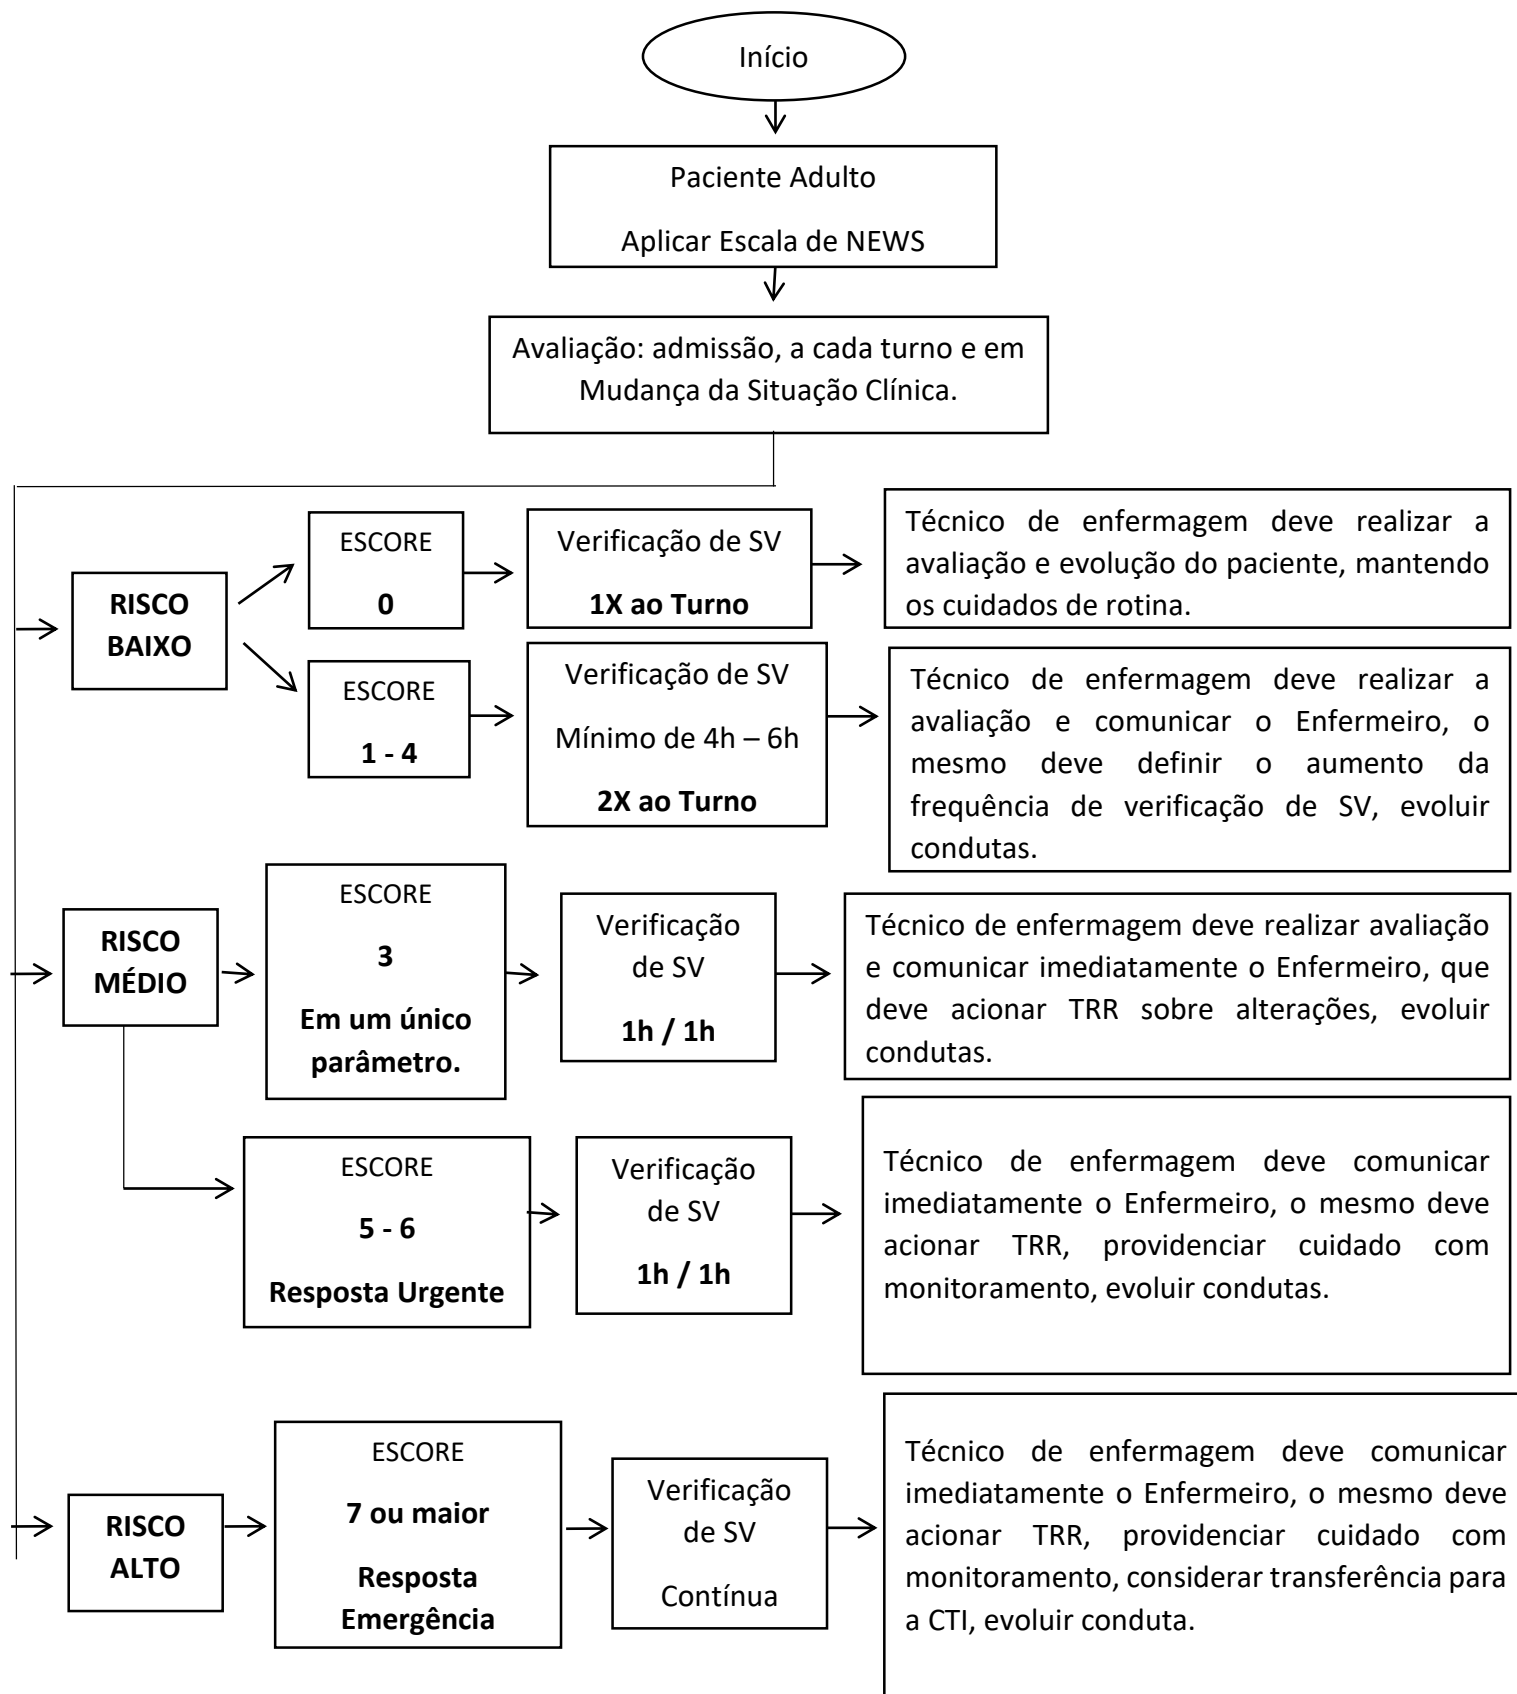 Início
Paciente Adulto
Aplicar Escala de NEWS
Avaliação: admissão, a cada turno e em
Mudança da Situação Clínica.
RISCO
BAIXO
ESCORE
0
Verificação de SV
1X ao Turno
Técnico de enfermagem deve realizar a
avaliação e evolução do paciente, mantendo
os cuidados de rotina.
ESCORE
1 - 4
Verificação de SV
Mínimo de 4h – 6h
2X ao Turno
Técnico de enfermagem deve realizar a
avaliação e comunicar o Enfermeiro, o
mesmo deve definir o aumento da
frequência de verificação de SV, evoluir
condutas.
RISCO
MÉDIO
ESCORE
3
Em um único
parâmetro.
Verificação
de SV
1h / 1h
Técnico de enfermagem deve realizar avaliação
e comunicar imediatamente o Enfermeiro, que
deve acionar TRR sobre alterações, evoluir
condutas.
ESCORE
5 - 6
Resposta Urgente
Verificação
de SV
1h / 1h
Técnico de enfermagem deve comunicar
imediatamente o Enfermeiro, o mesmo deve
acionar TRR, providenciar cuidado com
monitoramento, evoluir condutas.
RISCO
ALTO
ESCORE
7 ou maior
Resposta
Emergência
Verificação
de SV
Contínua
Técnico de enfermagem deve comunicar
imediatamente o Enfermeiro, o mesmo deve
acionar TRR, providenciar cuidado com
monitoramento, considerar transferência para
a CTI, evoluir conduta.